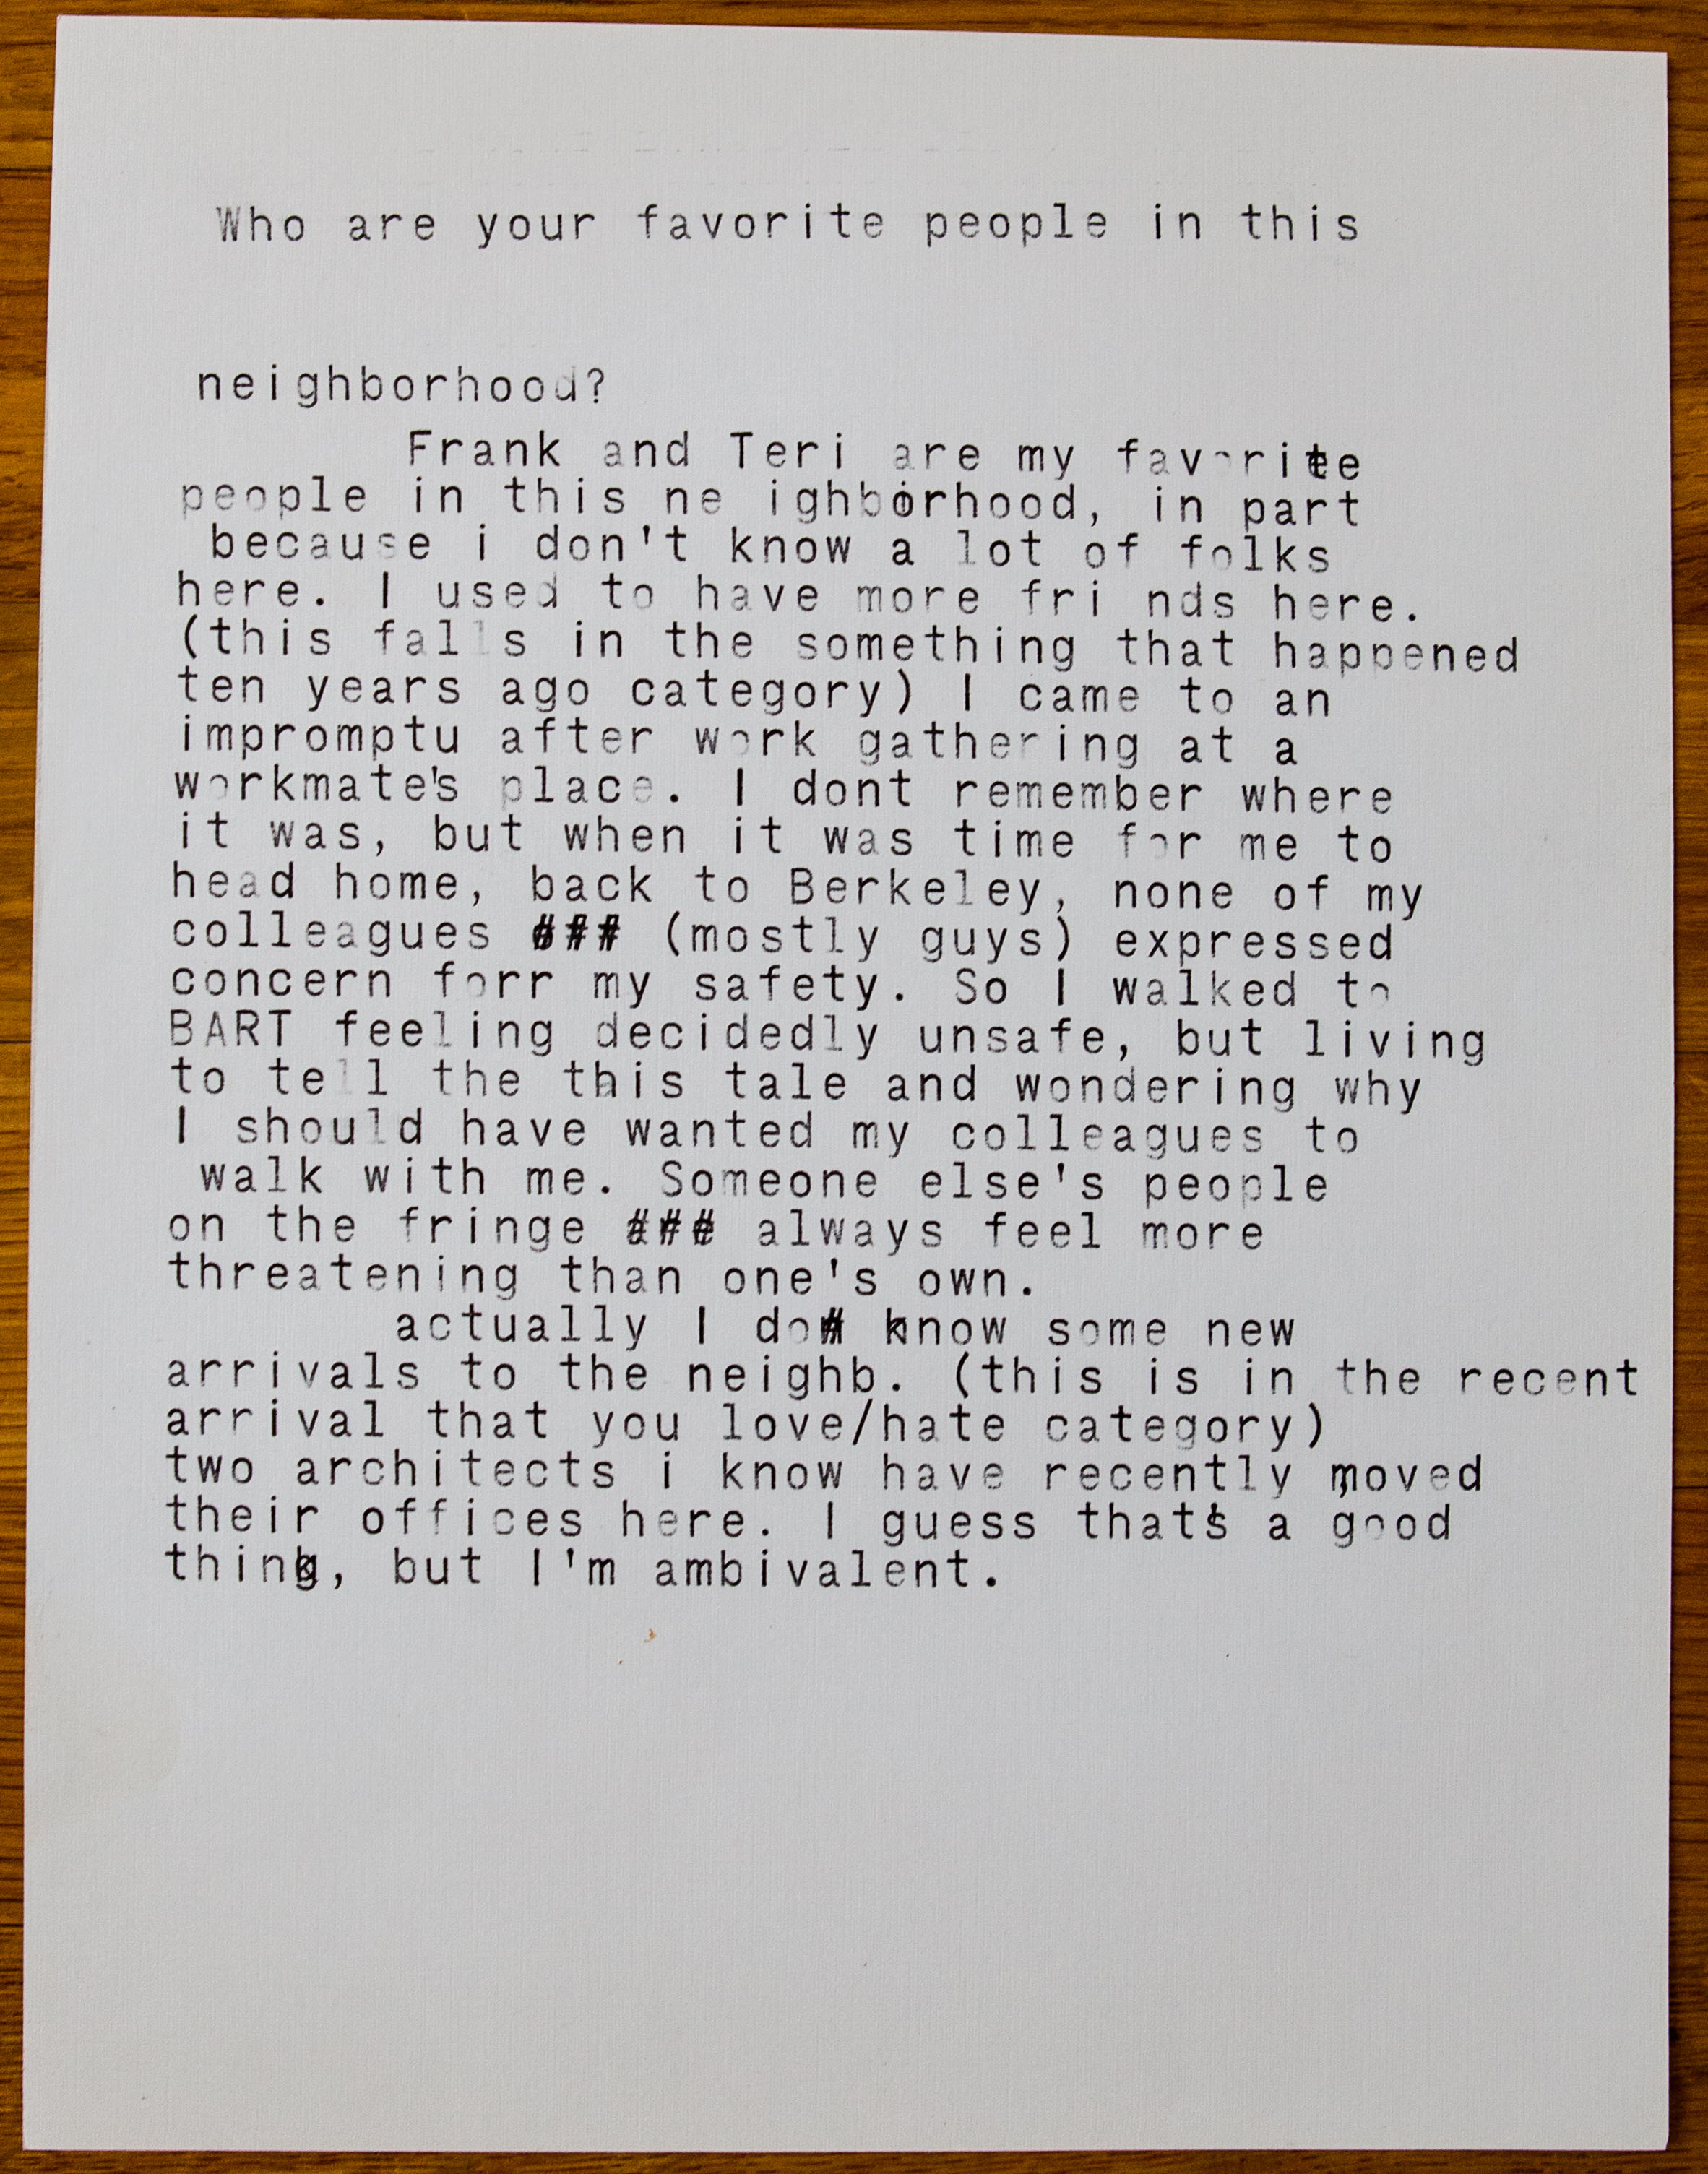 Who are your favorite people in this
neighborhood?
Frank and Teri are my favorite
people in this ne ighborhood, in part
because i don't know a lot of folks
here. I used to have more fri nds here.
(this falls in the something that happened
ten years ago category) I came to an
impromptu after work gathering at a
workmate's place. I dont remember where
it was, but when it was time for me to
head home, back to Berkeley, none of my
colleagues ### (mostly guys) expressed
concern forr my safety. So I walked to
BART feeling decidedly unsafe, but living
to tell the this tale and wondering why
I should have wanted my colleagues to
walk with me. Someone else's people
on the fringe ### always feel more
threatening than one's own.
actually I do# know some new
arrivals to the neighb. (this is in the recent
arrival that you love/hate category)
two architects i know have recently moved
their offices here. I guess that's a good
thing, but I'm ambivalent.